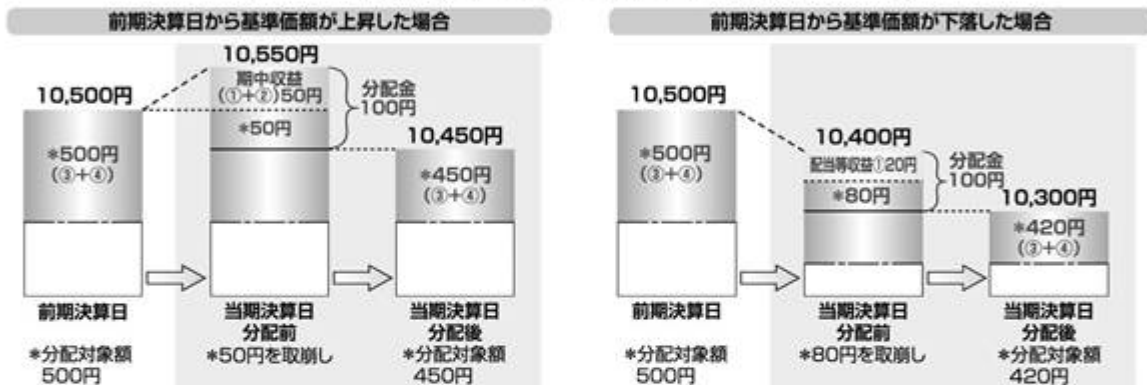 前期決算日から基準価額が上昇した場合
10,550円
期中収益
(①+②)50円
分配金
100円
10,500円
*500円
(③+④)
*50円
10,450円
*450円
(③+④)
前期決算日
当期決算日
分配前
当期決算日
分配後
*分配対象額
500円
*50円を取崩し
*分配対象額
450円
前期決算日から基準価額が下落した場合
10,500円
*500円
(③+④)
10,400円
配当等収益①20円
分配金
100円
*80円
10,300円
*420円
(③+④)
前期決算日
当期決算日
分配前
当期決算日
分配後
*分配対象額
500円
*80円を取崩し
*分配対象額
420円